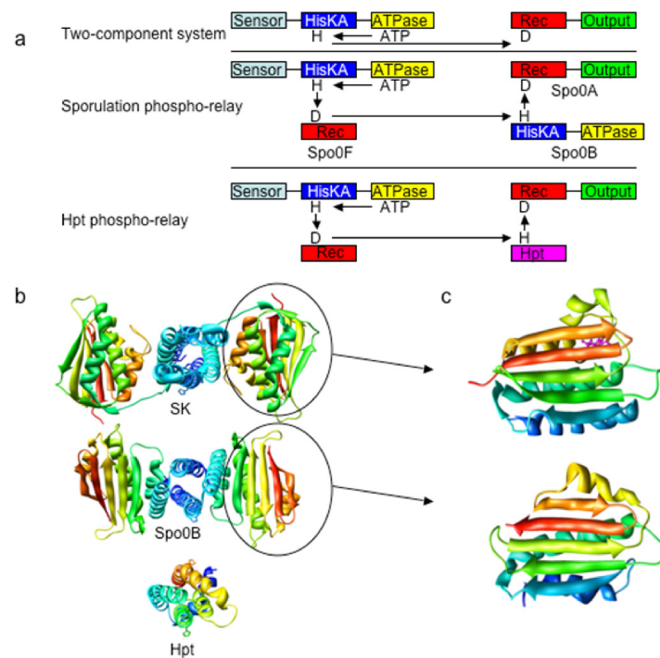 a
Sensor HisKA ATPase Rec Output
Two-component system H ATP D
Sensor HisKA ATPase Rec Output
H ATP D Spo0A
Sporulation phospho-relay D H
Rec HisKA ATPase
Spo0F Spo0B
Sensor HisKA ATPase Rec Output
H ATP D
Hpt phospho-relay
D H
Rec Hpt
b c
SK
Spo0B
Hpt